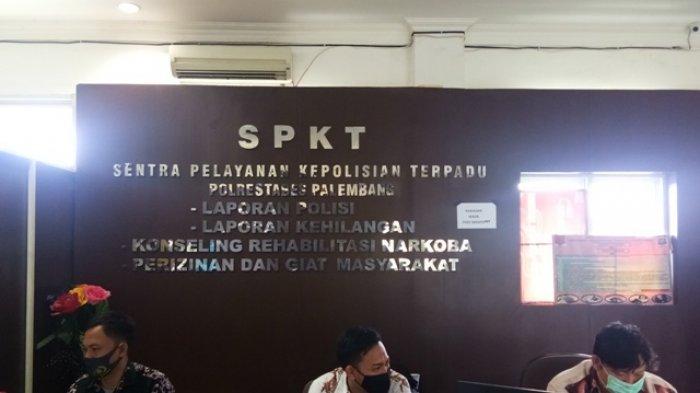 SPKT
SENTRA PELAYANAN KEPOLISIAN TERPADU
POLRESTABES PALEMBANG
- LAPORAN POLISI
- LAPORAN KEHILANGAN
- KONSELING REHABILITASI NARKOBA
- PERIZINAN DAN GIAT MASYARAKAT